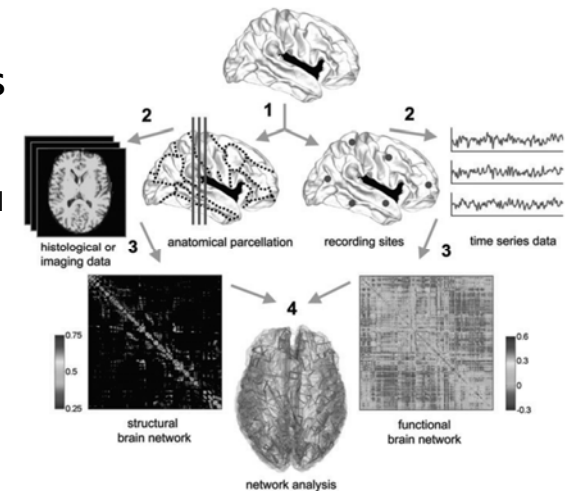 s
1
2
2
histological or
imaging data
3
anatomical parcellation
recording sites
3
time series data
4
0.75
0.5
0.25
0.6
0.3
0
-0.3
structural
brain network
functional
brain network
network analysis